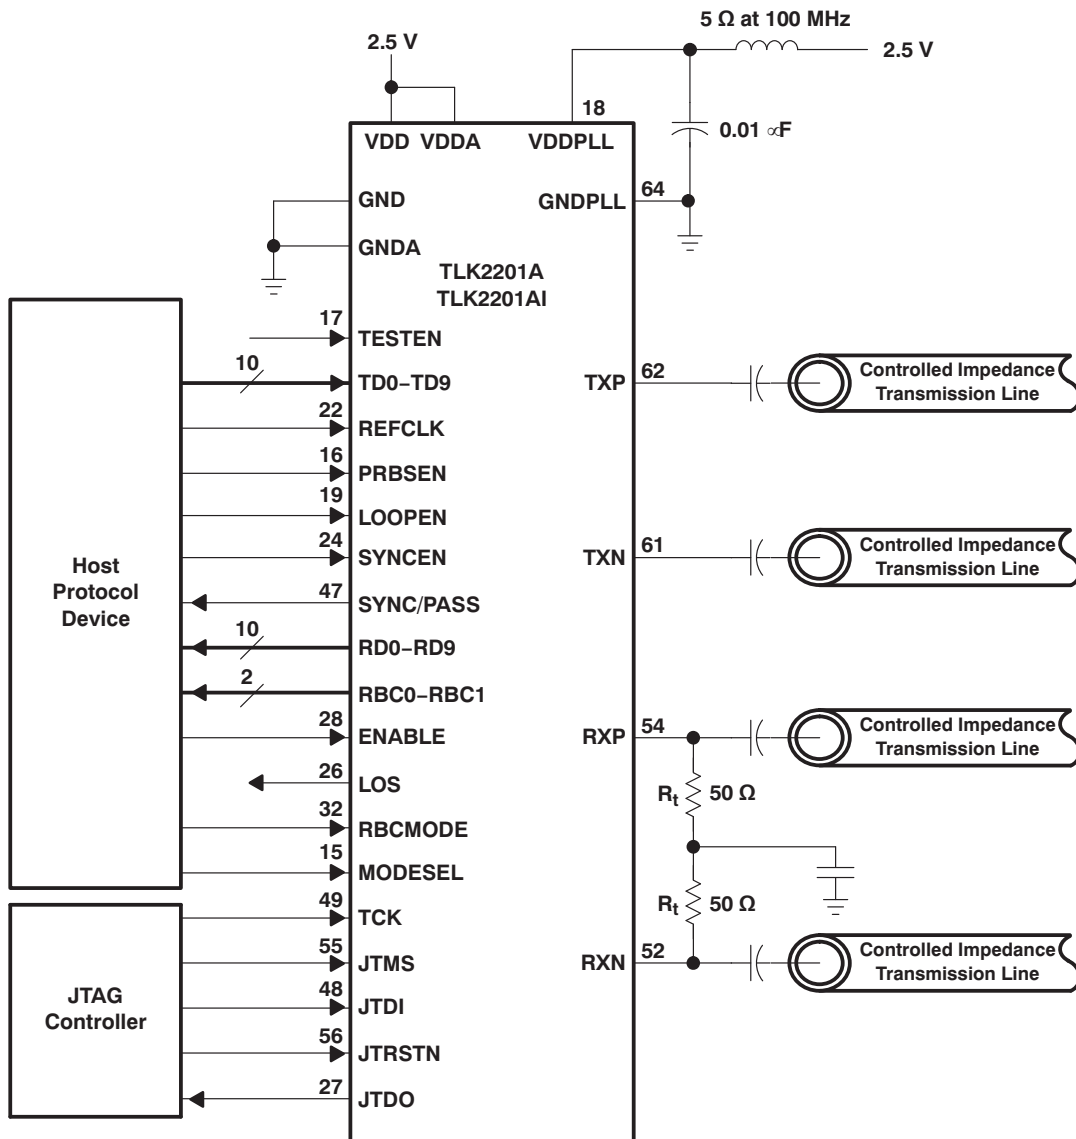 5 Ω at 100 MHz
2.5 V
2.5 V
18
0.01 ∝F
VDD VDDA VDDPLL
GND
GNDPLL
64
GNDA
TLK2201A
TLK2201AI
17
TESTEN
10
TD0–TD9
22
REFCLK
16
PRBSEN
19
LOOPEN
24
SYNCEN
47
SYNC/PASS
10
RD0–RD9
2
RBC0–RBC1
28
ENABLE
26
LOS
32
RBCMODE
15
MODESEL
Host
Protocol
Device
49
TCK
55
JTMS
48
JTDI
56
JTRSTN
27
JTDO
JTAG
Controller
TXP
62
Controlled Impedance
Transmission Line
TXN
61
Controlled Impedance
Transmission Line
RXP
54
Controlled Impedance
Transmission Line
Rt 50 Ω
Rt 50 Ω
RXN
52
Controlled Impedance
Transmission Line